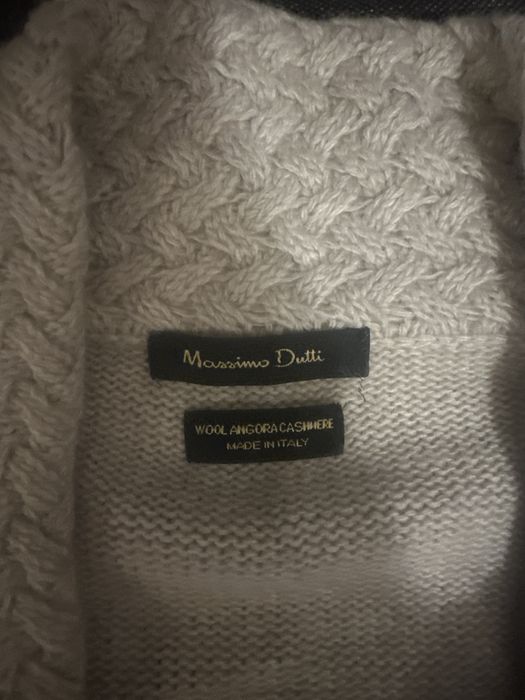 Massimo Dutti
WOOL ANGORA CASHMERE
MADE IN ITALY